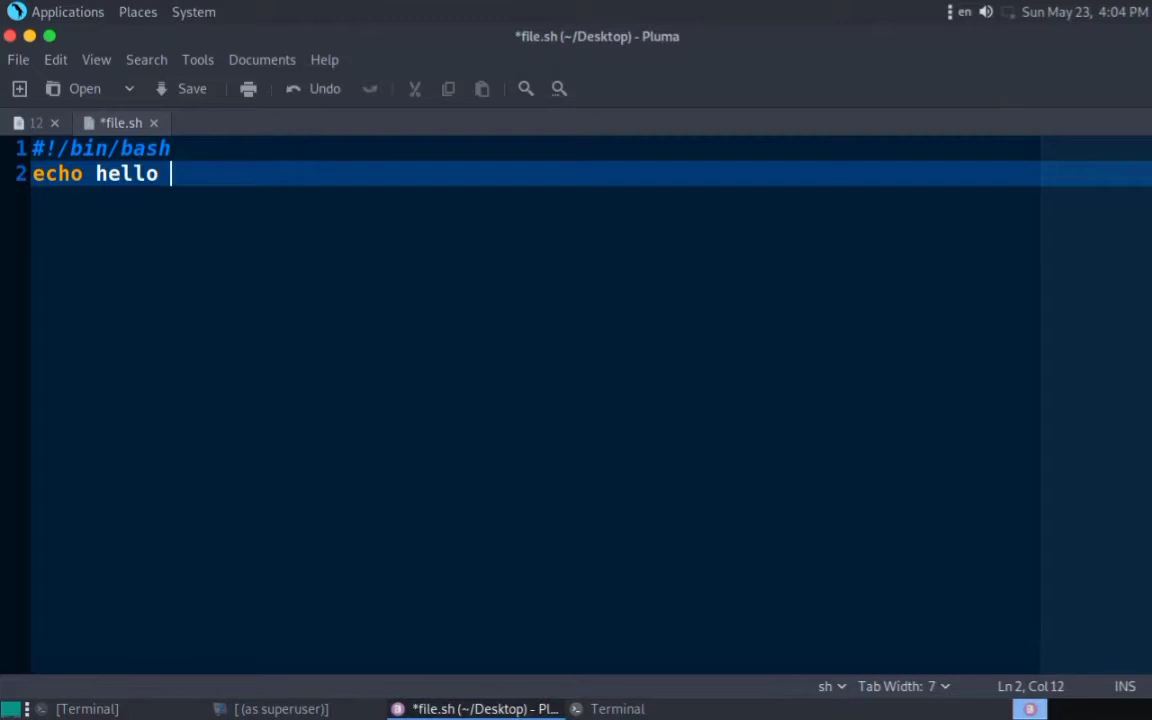 Applications Places System en Sun May 23, 4:04 PM
*file.sh (~/Desktop) - Pluma
File Edit View Search Tools Documents Help
Open Save Undo
12 *file.sh
1 #!/bin/bash
2 echo hello
sh Tab Width: 7 Ln 2, Col 12 INS
[Terminal] [ (as superuser)] *file.sh (~/Desktop) - Pl... Terminal